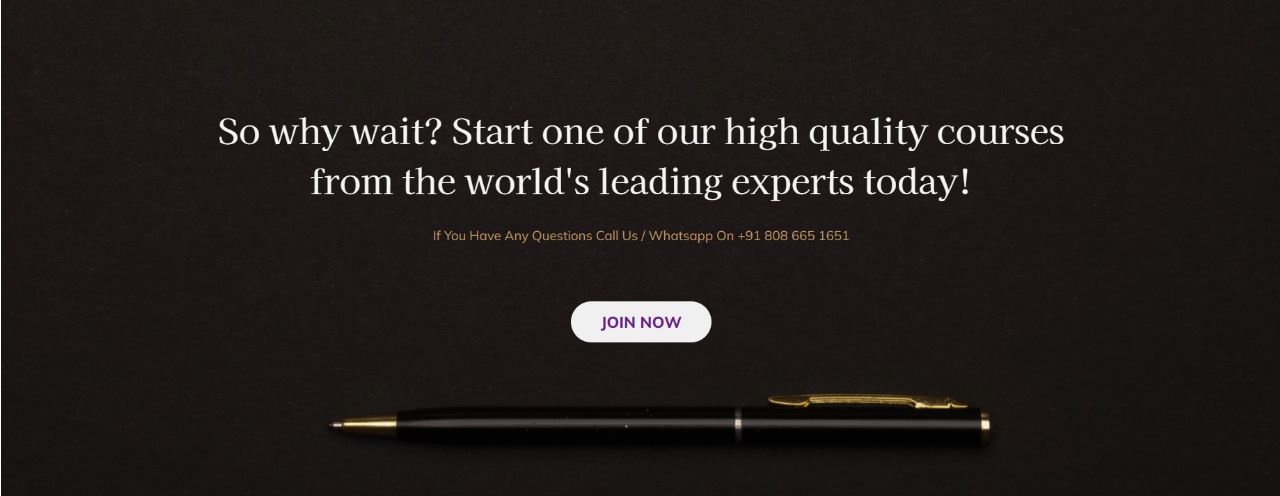 So why wait? Start one of our high quality courses
from the world's leading experts today!
If You Have Any Questions Call Us / Whatsapp On +91 808 665 1651
JOIN NOW